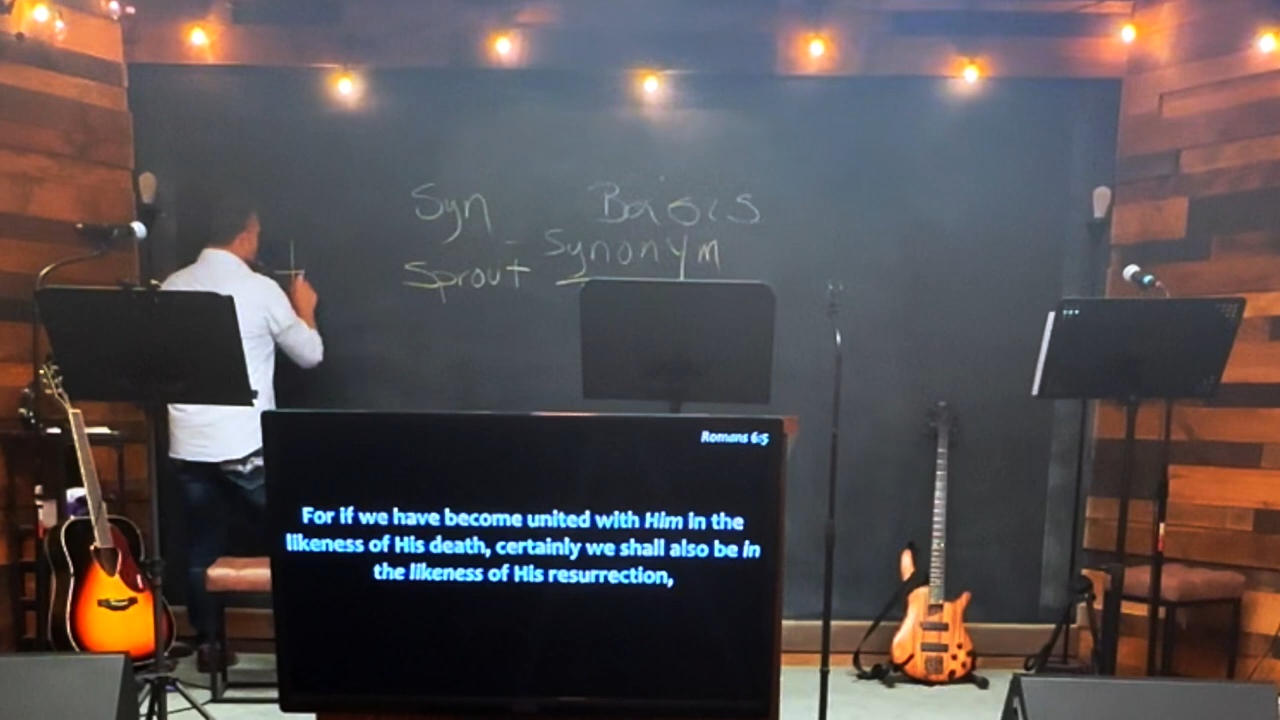 Syn Basis
- Synonym
Sprout
Romans 6:5
For if we have become united with Him in the
likeness of His death, certainly we shall also be in
the likeness of His resurrection,